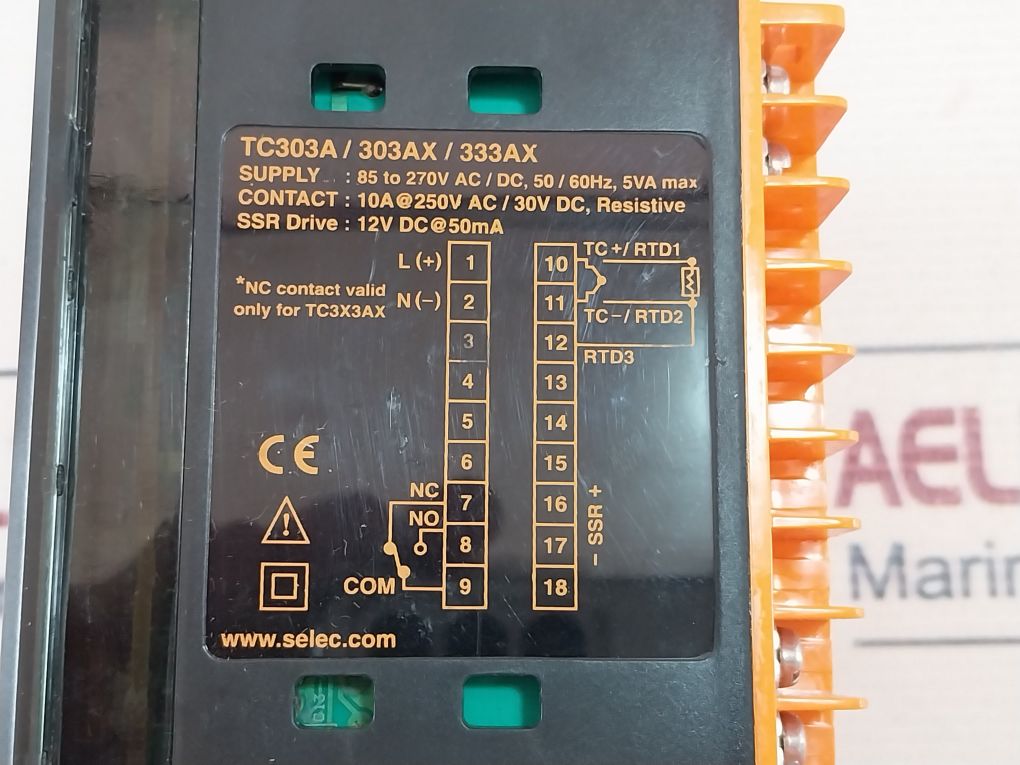 TC303A / 303AX / 333AX
SUPPLY : 85 to 270V AC / DC, 50 / 60Hz, 5VA max
CONTACT : 10A@250V AC / 30V DC, Resistive
SSR Drive : 12V DC@50mA
L (+) 1
N (–) 2
3
4
5
6
NC 7
NO 8
COM 9
*NC contact valid
only for TC3X3AX
10 TC+/ RTD1
11 TC–/ RTD2
12 RTD3
13
14
15
16
17
18
– SSR +
CE
www.selec.com
AEL
Marin